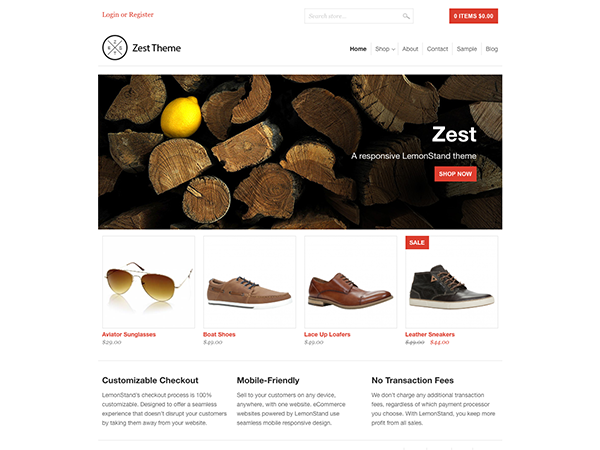 Login or Register
Search store...
0 ITEMS $0.00
Zest Theme
Home Shop About Contact Sample Blog
Zest
A responsive LemonStand theme
SHOP NOW
SALE
Aviator Sunglasses
$29.00
Boat Shoes
$49.00
Lace Up Loafers
$49.00
Leather Sneakers
$49.00 $44.00
Customizable Checkout
LemonStand's checkout process is 100%
customizable. Designed to offer a seamless
experience that doesn't disrupt your customers
by taking them away from your website.
Mobile-Friendly
Sell to your customers on any device,
anywhere, with one website. eCommerce
websites powered by LemonStand use
seamless mobile responsive design.
No Transaction Fees
We don't charge any additional transaction
fees, regardless of which payment processor
you choose. With LemonStand, you keep more
profit from all sales.